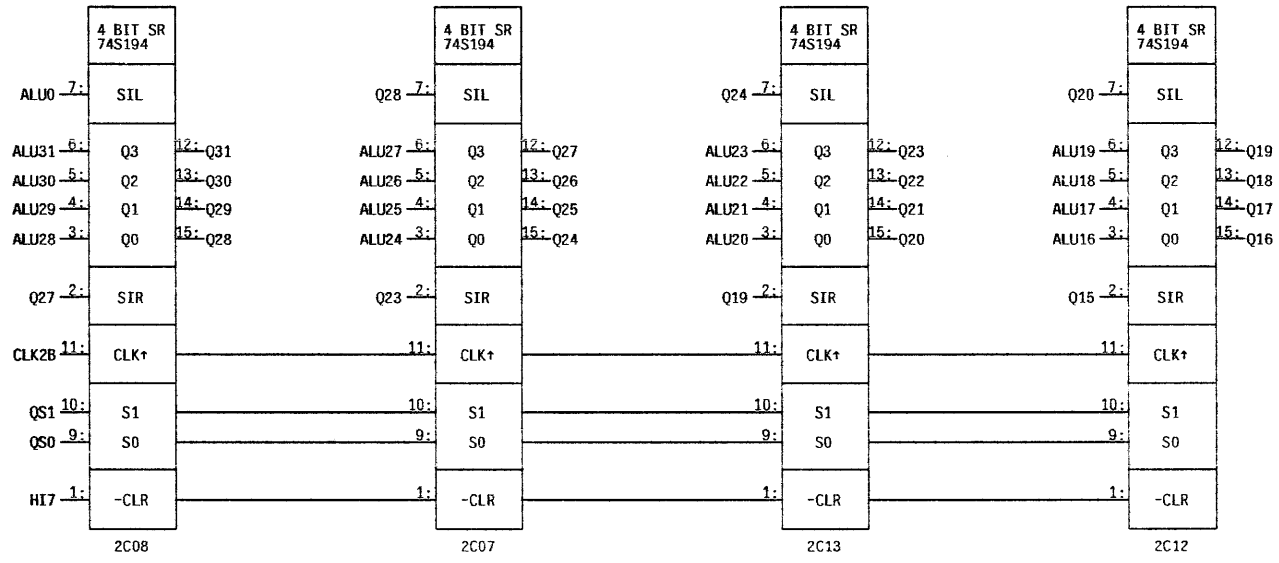 4 BIT SR 4 BIT SR 4 BIT SR 4 BIT SR
74S194 74S194 74S194 74S194
ALU0 7: SIL Q28 7: SIL Q24 7: SIL Q20 7: SIL
ALU31 6: Q3 12: Q31 ALU27 6: Q3 12: Q27 ALU23 6: Q3 12: Q23 ALU19 6: Q3 12: Q19
ALU30 5: Q2 13: Q30 ALU26 5: Q2 13: Q26 ALU22 5: Q2 13: Q22 ALU18 5: Q2 13: Q18
ALU29 4: Q1 14: Q29 ALU25 4: Q1 14: Q25 ALU21 4: Q1 14: Q21 ALU17 4: Q1 14: Q17
ALU28 3: Q0 15: Q28 ALU24 3: Q0 15: Q24 ALU20 3: Q0 15: Q20 ALU16 3: Q0 15: Q16
Q27 2: SIR Q23 2: SIR Q19 2: SIR Q15 2: SIR
CLK2B 11: CLK↑ 11: CLK↑ 11: CLK↑ 11: CLK↑
QS1 10: S1 10: S1 10: S1 10: S1
QS0 9: S0 9: S0 9: S0 9: S0
HI7 1: -CLR 1: -CLR 1: -CLR 1: -CLR
2C08 2C07 2C13 2C12